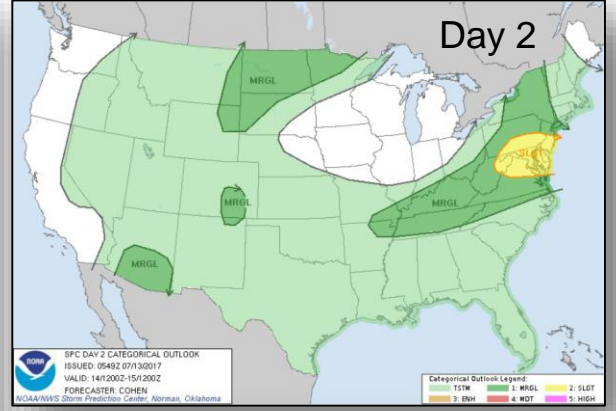 Day 2
MRGL
SLGT
MRGL
MRGL
MRGL
NOAA
SPC DAY 2 CATEGORICAL OUTLOOK
ISSUED: 0549Z 07/13/2017
VALID: 14/1200Z-15/1200Z
FORECASTER: COHEN
NOAA/NWS Storm Prediction Center, Norman, Oklahoma
Categorical Outlook Legend:
TSTM 1: MRGL 2: SLGT
3: ENH 4: MDT 5: HIGH